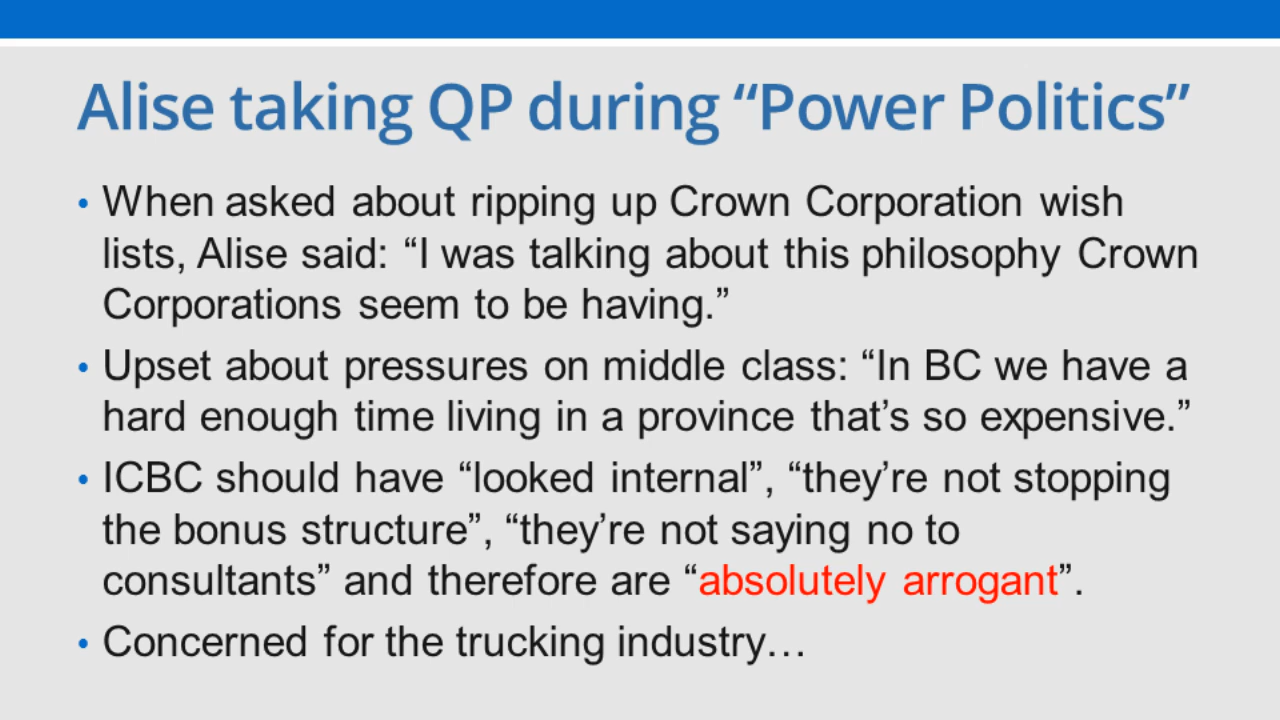 Alise taking QP during “Power Politics”
• When asked about ripping up Crown Corporation wish
lists, Alise said: “I was talking about this philosophy Crown
Corporations seem to be having.”
• Upset about pressures on middle class: “In BC we have a
hard enough time living in a province that’s so expensive.”
• ICBC should have “looked internal”, “they’re not stopping
the bonus structure”, “they’re not saying no to
consultants” and therefore are “absolutely arrogant”.
• Concerned for the trucking industry…